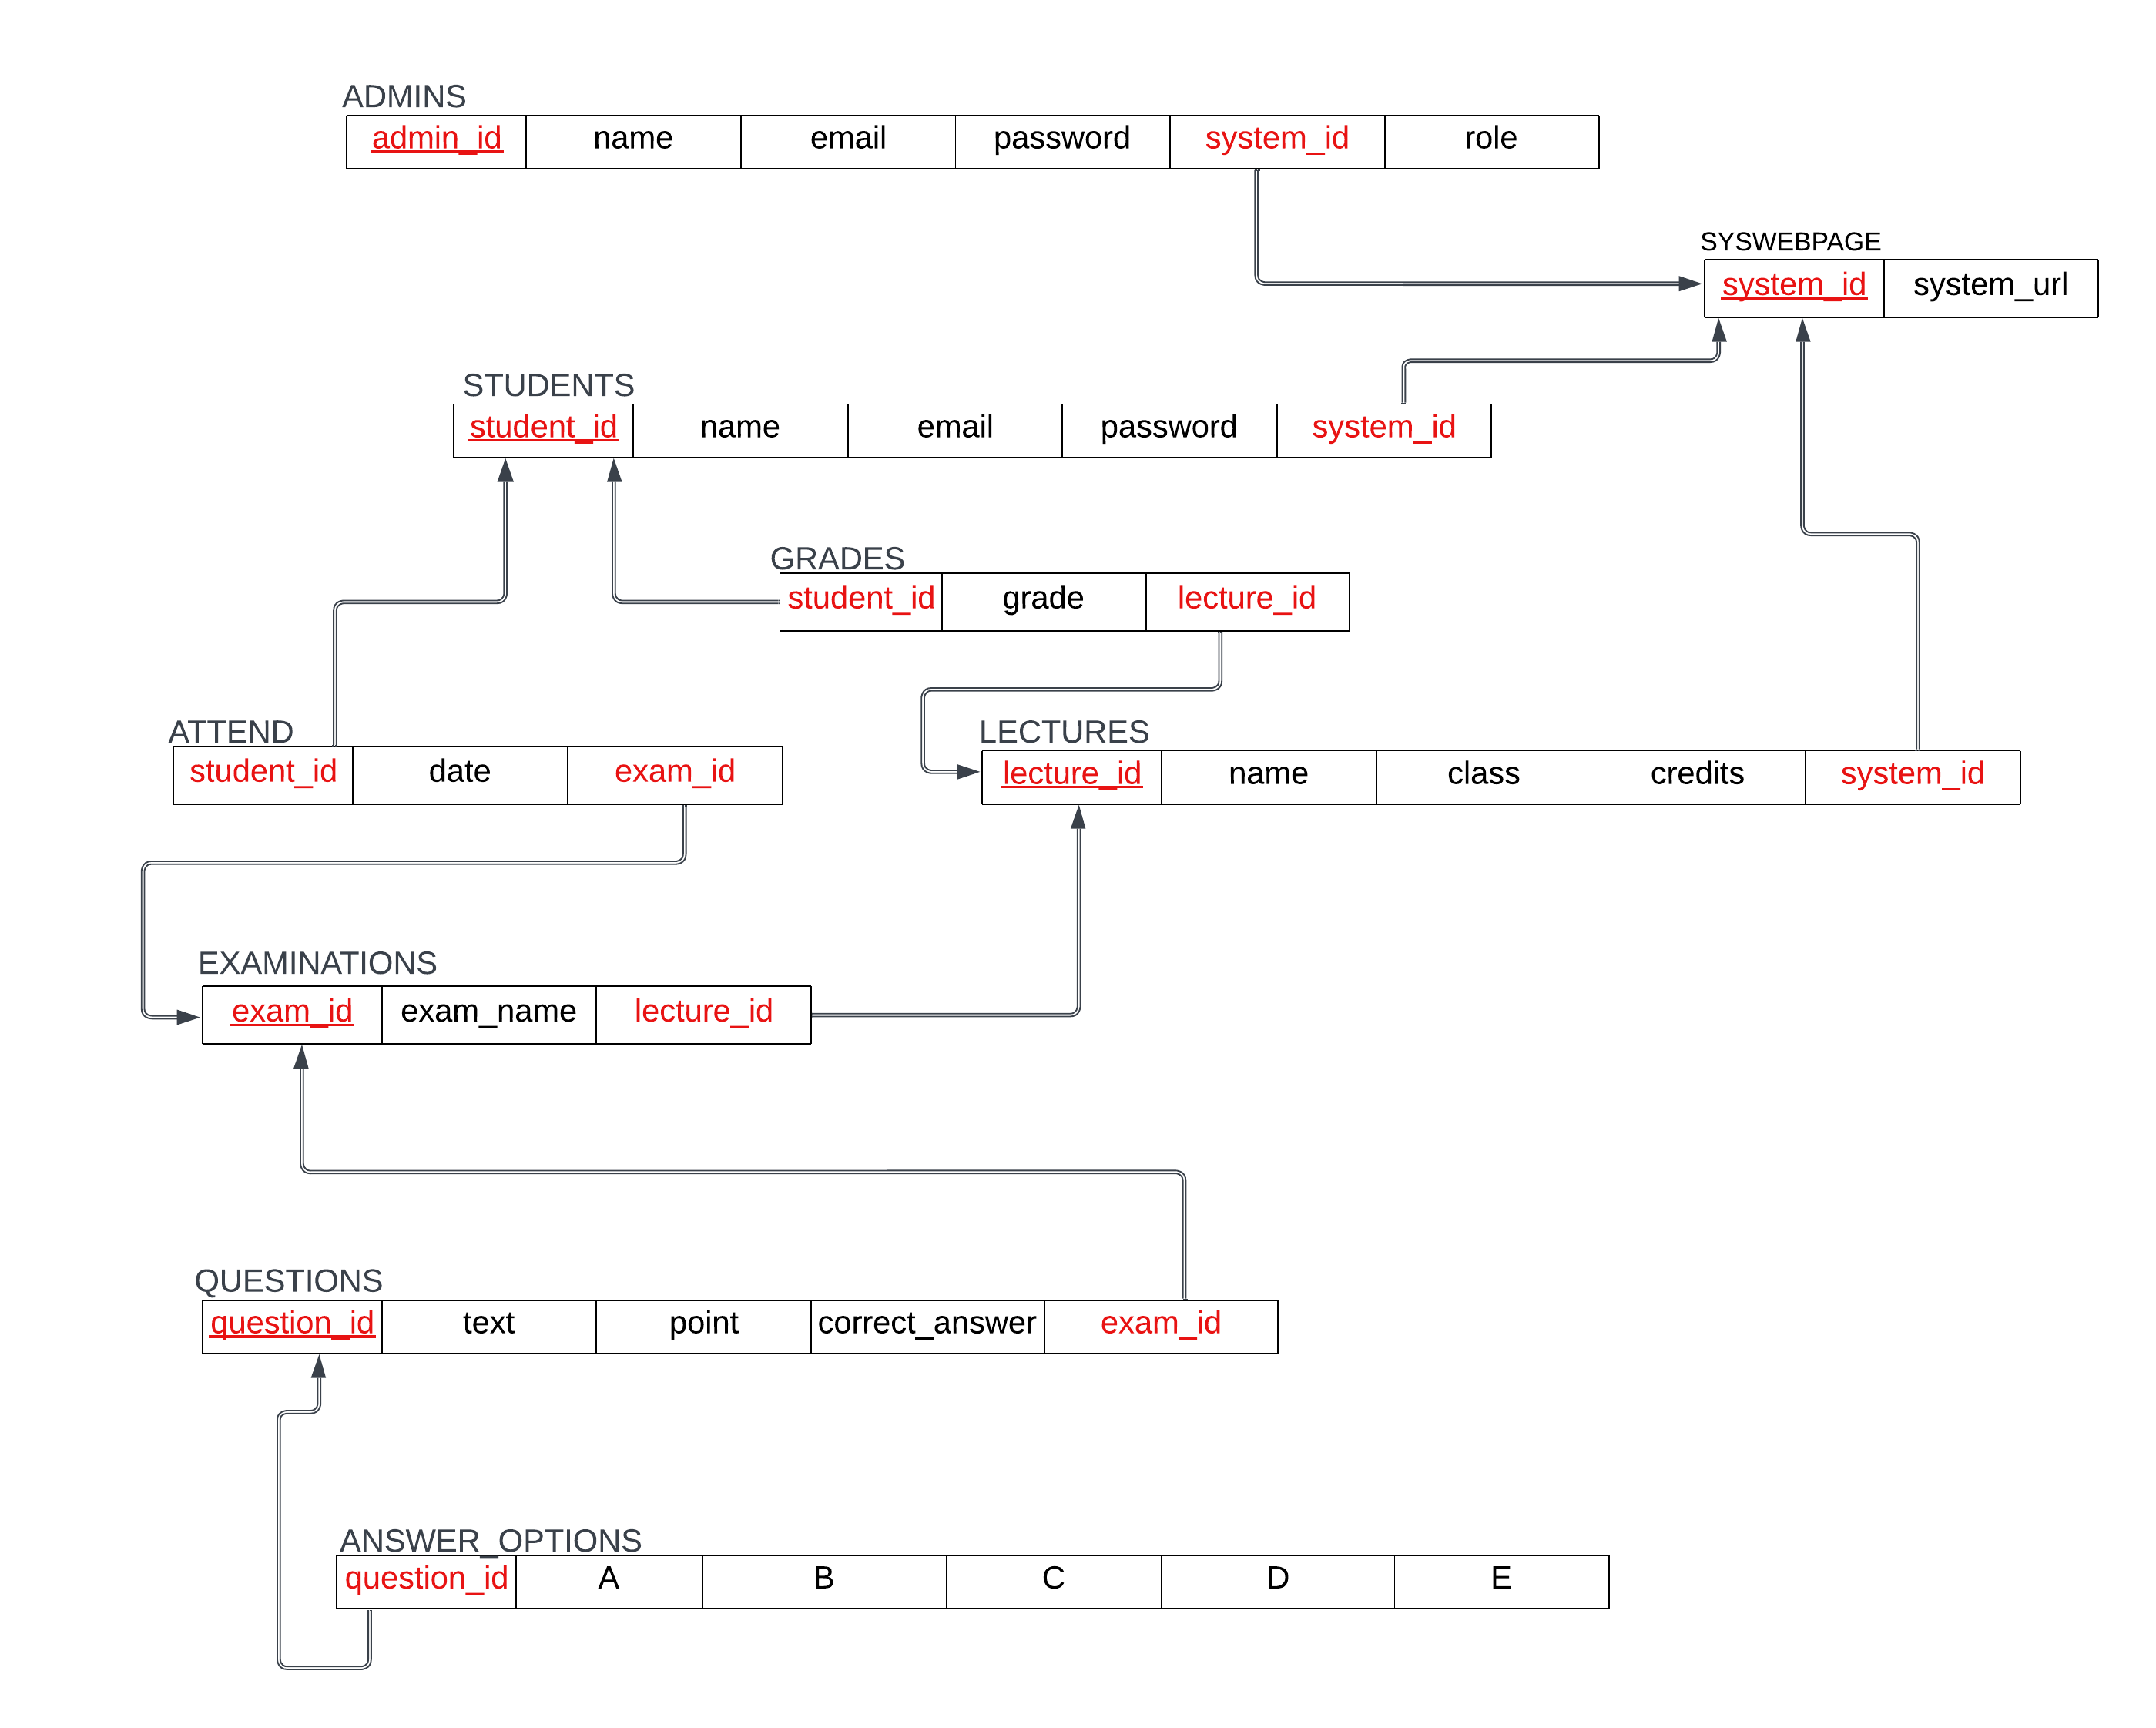 ADMINS
admin_id name email password system_id role
SYSWEBPAGE
system_id system_url
STUDENTS
student_id name email password system_id
GRADES
student_id grade lecture_id
ATTEND
student_id date exam_id
LECTURES
lecture_id name class credits system_id
EXAMINATIONS
exam_id exam_name lecture_id
QUESTIONS
question_id text point correct_answer exam_id
ANSWER_OPTIONS
question_id A B C D E